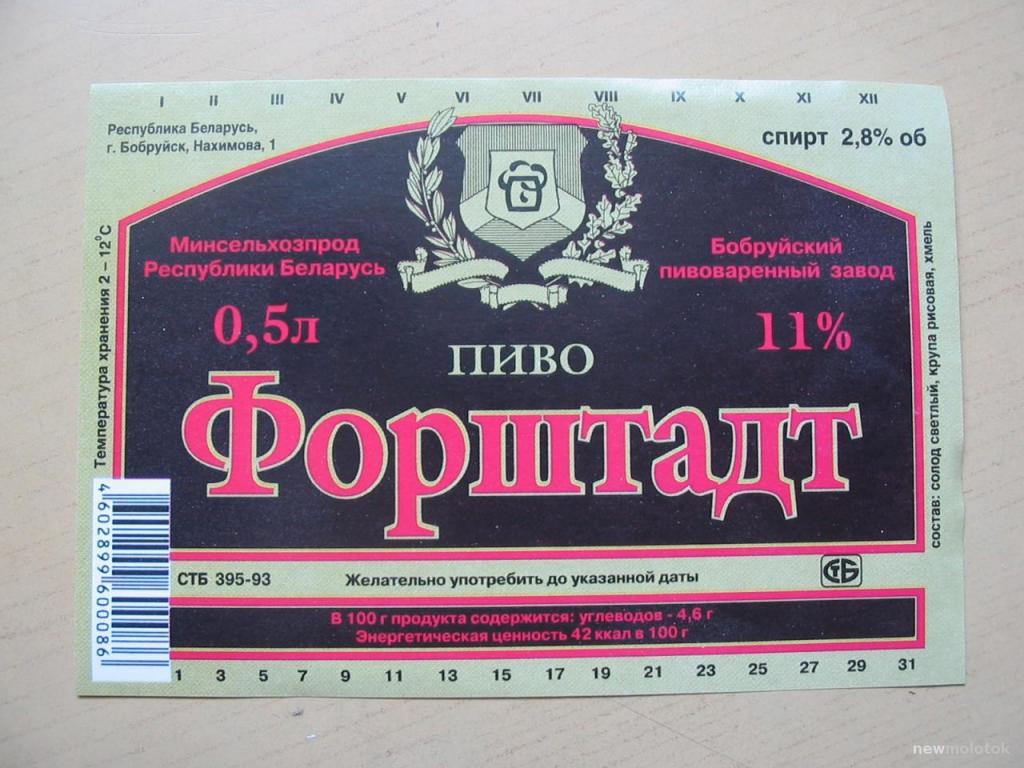 I II III IV V VI VII VIII IX X XI XII
Республика Беларусь,
г. Бобруйск, Нахимова, 1
спирт 2,8% об
Температура хранения 2 – 12⁰С
Минсельхозпрод
Республики Беларусь
Бобруйский
пивоваренный завод
0,5л
11%
ПИВО
Форштадт
состав: солод светлый, крупа рисовая, хмель
4602899600086
СТБ 395-93
Желательно употребить до указанной даты
СТБ
В 100 г продукта содержится: углеводов - 4,6 г
Энергетическая ценность 42 ккал в 100 г
1 3 5 7 9 11 13 15 17 19 21 23 25 27 29 31
newmolotok